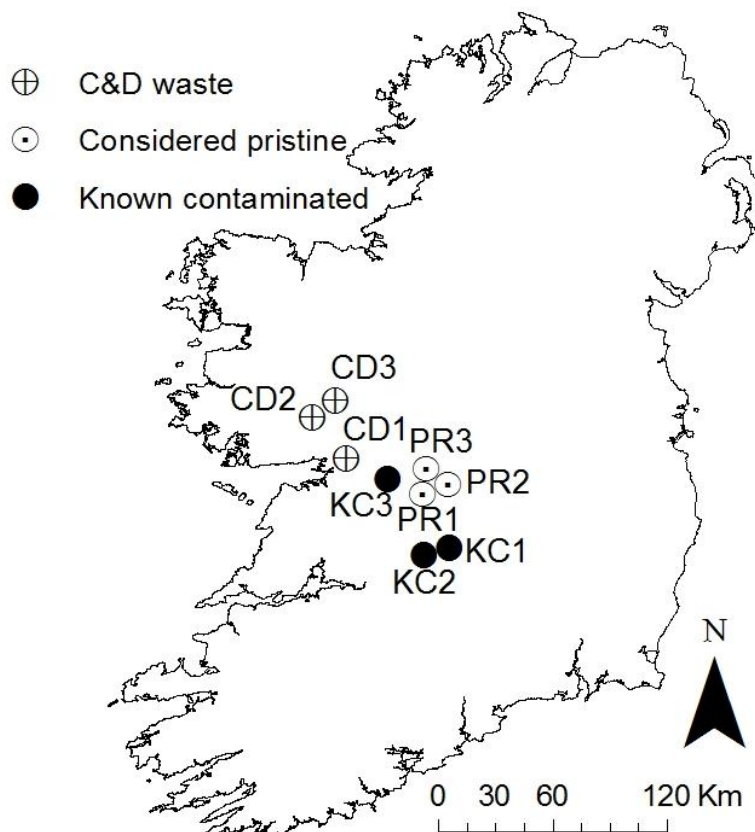 C&D waste
Considered pristine
Known contaminated
CD3
CD2
CD1
PR3
PR2
KC3
PR1
KC1
KC2
N
0 30 60 120 Km